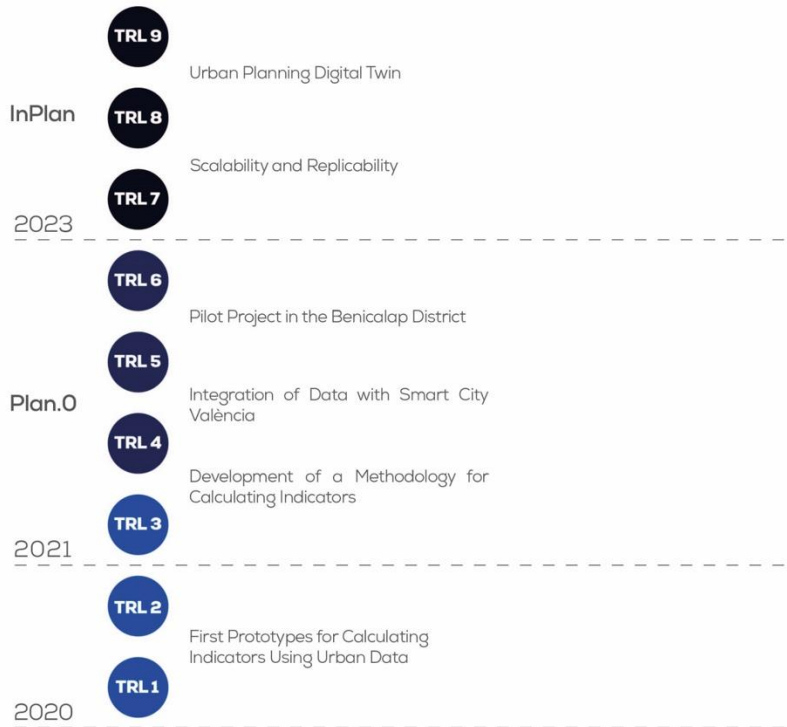 TRL 9
Urban Planning Digital Twin
InPlan
TRL 8
Scalability and Replicability
TRL 7
2023
TRL 6
Pilot Project in the Benicalap District
TRL 5
Integration of Data with Smart City
València
Plan.0
TRL 4
Development of a Methodology for
Calculating Indicators
TRL 3
2021
TRL 2
First Prototypes for Calculating
Indicators Using Urban Data
TRL 1
2020